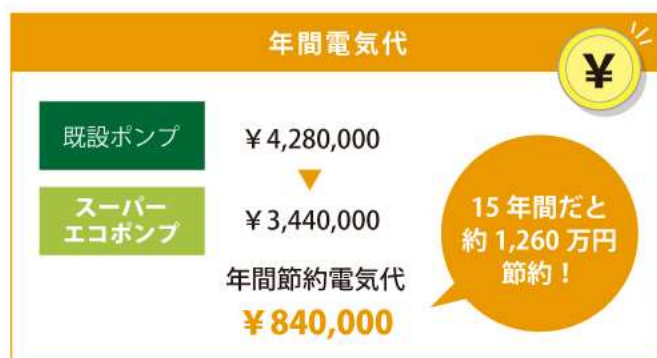 年間電気代
¥
既設ポンプ
¥4,280,000
スーパー
エコポンプ
¥3,440,000
年間節約電気代
¥840,000
15年間だと
約1,260万円
節約！